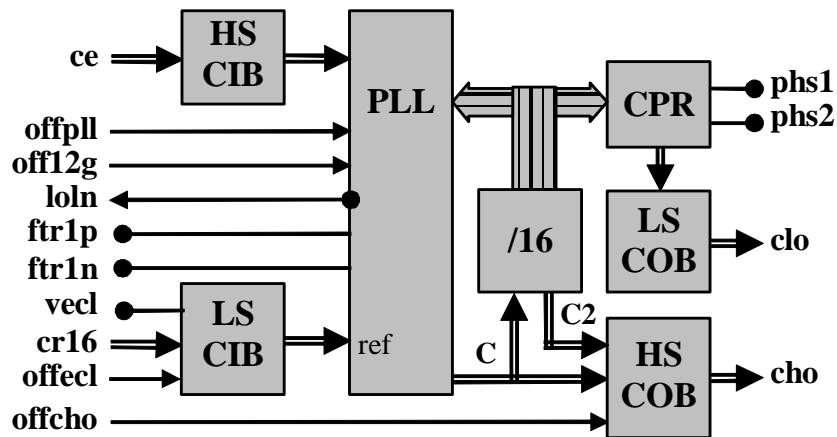 ce
HS
CIB
PLL
CPR
phs1
phs2
offpll
off12g
loln
ftr1p
ftr1n
vecl
cr16
offecl
offcho
LS
CIB
ref
/16
C
C2
LS
COB
clo
HS
COB
cho